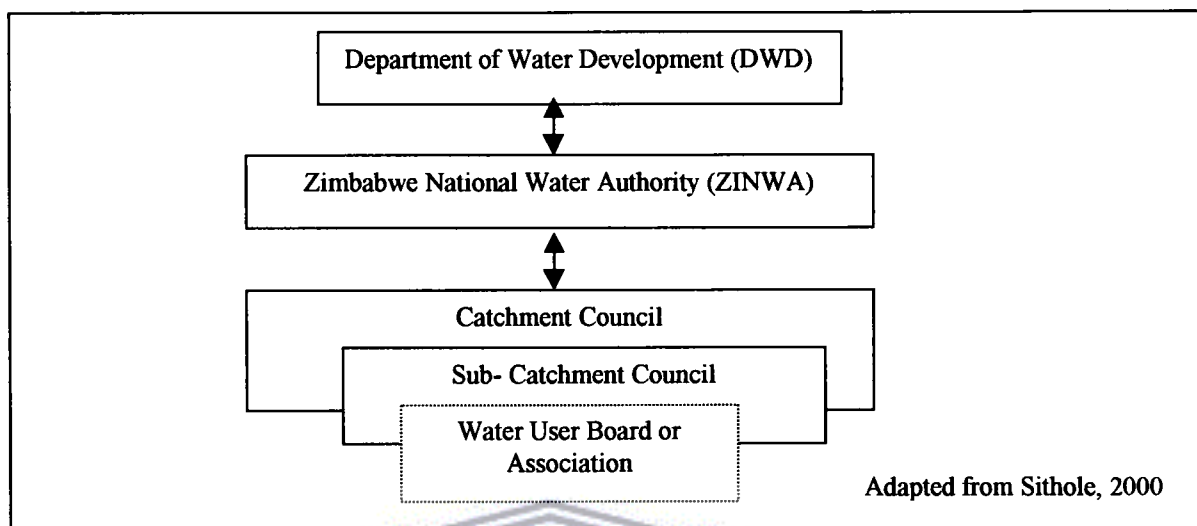 Department of Water Development (DWD)
Zimbabwe National Water Authority (ZINWA)
Catchment Council
Sub- Catchment Council
Water User Board or
Association
Adapted from Sithole, 2000